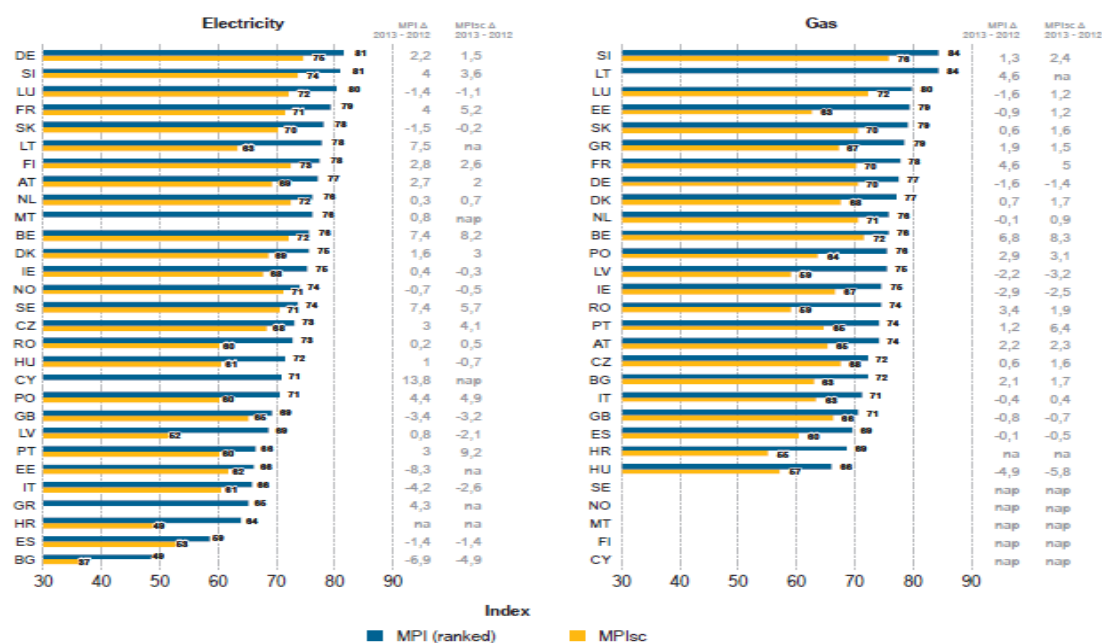 Electricity
MPI Δ MPIsc Δ
2013 - 2012 2013 - 2012
DE 81 75 2,2 1,5
SI 81 74 4 3,6
LU 80 72 -1,4 -1,1
FR 79 71 4 5,2
SK 78 70 -1,5 -0,2
LT 78 63 7,5 na
FI 78 73 2,8 2,6
AT 77 69 2,7 2
NL 76 72 0,3 0,7
MT 76 0,8 nap
BE 76 72 7,4 8,2
DK 75 69 1,6 3
IE 75 68 0,4 -0,3
NO 74 71 -0,7 -0,5
SE 74 71 7,4 5,7
CZ 73 68 3 4,1
RO 73 60 0,2 0,5
HU 72 61 1 -0,7
CY 71 13,8 nap
PO 71 60 4,4 4,9
GB 69 65 -3,4 -3,2
LV 69 52 0,8 -2,1
PT 66 60 3 9,2
EE 66 62 -8,3 na
IT 66 61 -4,2 -2,6
GR 65 4,3 na
HR 64 49 na na
ES 59 53 -1,4 -1,4
BG 49 37 -6,9 -4,9
30 40 50 60 70 80 90
Gas
MPI Δ MPIsc Δ
2013 - 2012 2013 - 2012
SI 84 76 1,3 2,4
LT 84 4,6 na
LU 80 72 -1,6 1,2
EE 79 63 -0,9 1,2
SK 79 70 0,6 1,6
GR 79 67 1,9 1,5
FR 78 70 4,6 5
DE 77 70 -1,6 -1,4
DK 77 68 0,7 1,7
NL 76 71 -0,1 0,9
BE 76 72 6,8 8,3
PO 76 64 2,9 3,1
LV 75 59 -2,2 -3,2
IE 75 67 -2,9 -2,5
RO 74 59 3,4 1,9
PT 74 65 1,2 6,4
AT 74 65 2,2 2,3
CZ 72 68 0,6 1,6
BG 72 63 2,1 1,7
IT 71 63 -0,4 0,4
GB 71 66 -0,8 -0,7
ES 69 60 -0,1 -0,5
HR 69 55 na na
HU 66 57 -4,9 -5,8
SE nap nap
NO nap nap
MT nap nap
FI nap nap
CY nap nap
30 40 50 60 70 80 90
Index
MPI (ranked) MPIsc